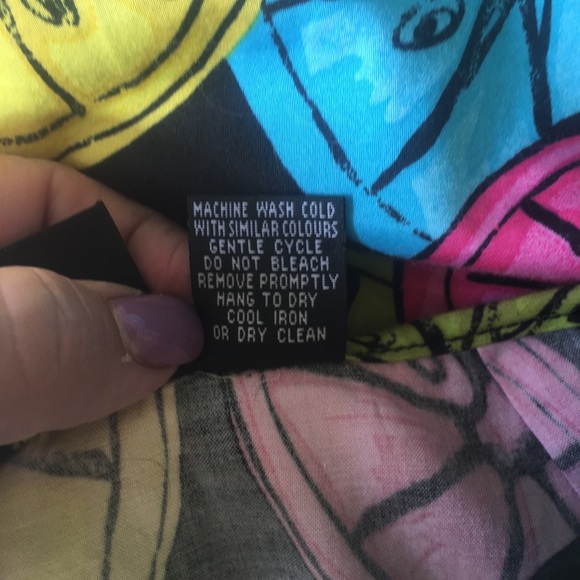 MACHINE WASH COLD
WITH SIMILAR COLOURS
GENTLE CYCLE
DO NOT BLEACH
REMOVE PROMPTLY
HANG TO DRY
COOL IRON
OR DRY CLEAN